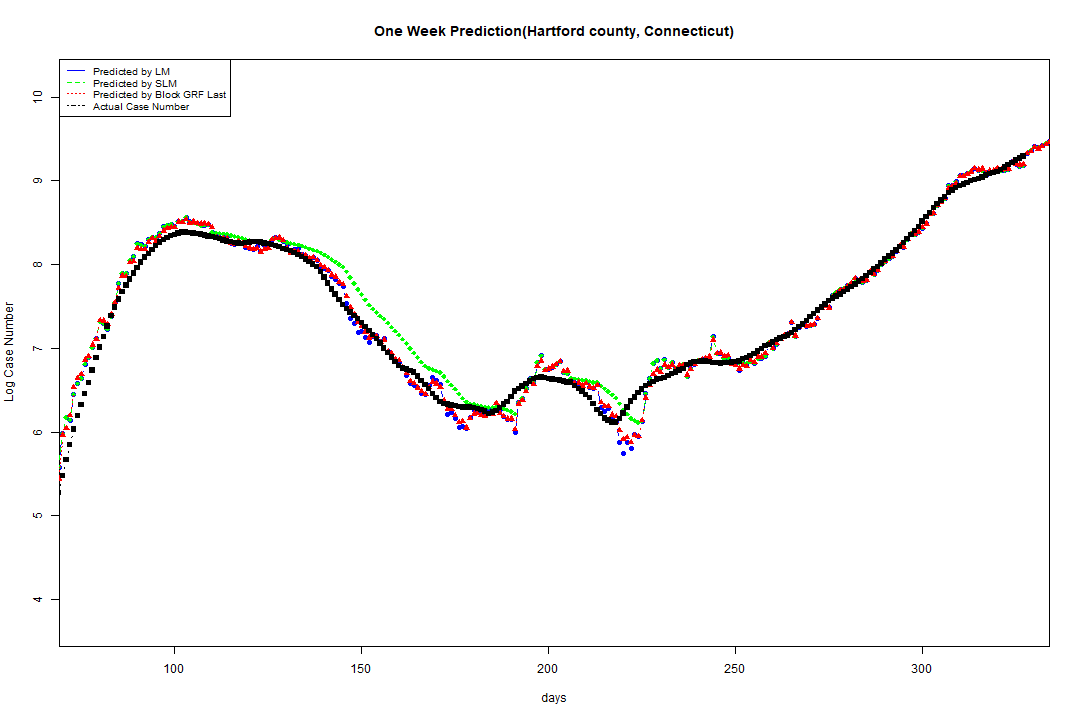 One Week Prediction(Hartford county, Connecticut)
Predicted by LM
Predicted by SLM
Predicted by Block GRF Last
Actual Case Number
Log Case Number
10
9
8
7
6
5
4
100 150 200 250 300
days